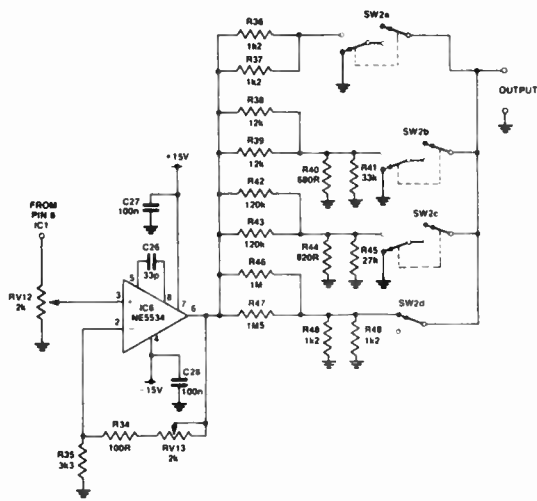 R36
1k2
SW2a
R37
1k2
OUTPUT
R38
12k
SW2b
R39
12k
R40
680R
R41
33k
+15V
C27
100n
R42
120k
SW2c
FROM
PIN 6
IC1
R43
120k
R44
820R
R45
27k
C26
33p
R46
1M
RV12
2k
5
8
3
+
IC6
NE5534
7
6
2
−
4
R47
1M5
SW2d
R48
1k2
R49
1k2
C28
100n
-15V
R34
100R
RV13
2k
R35
3k3